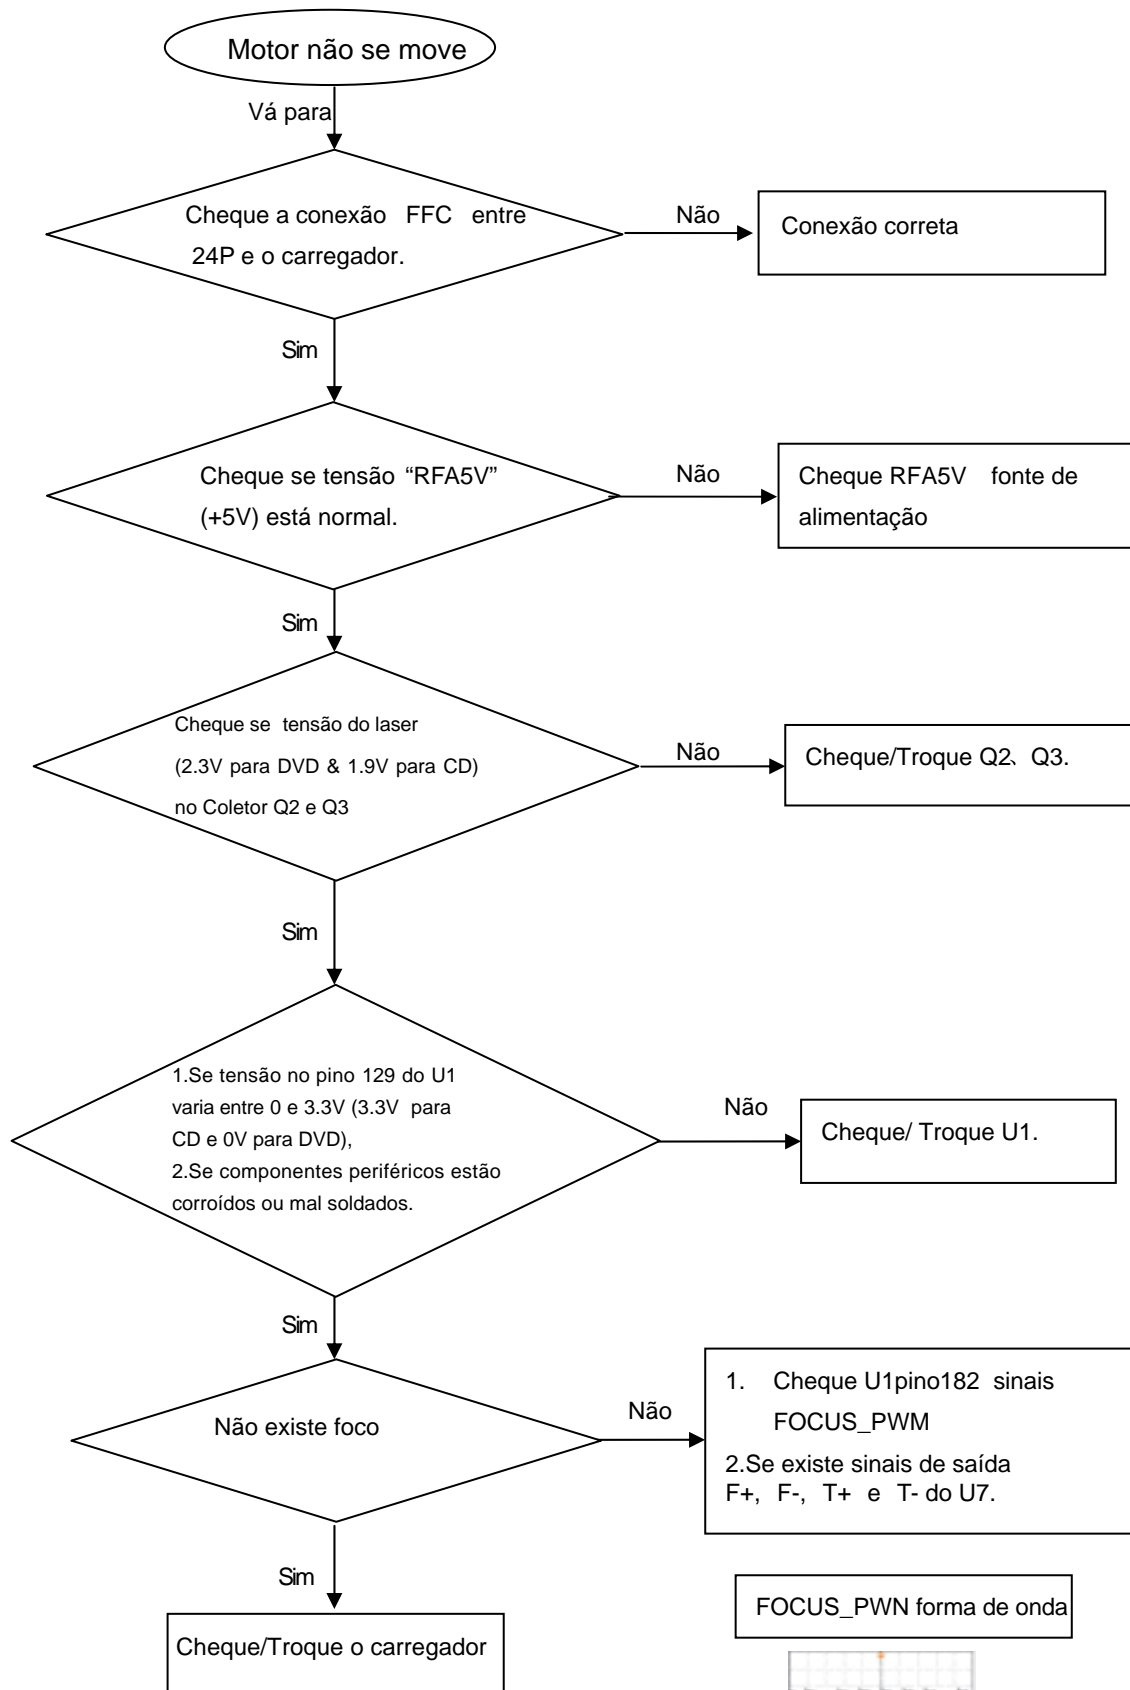 Motor não se move
Vá para
Cheque a conexão FFC entre
24P e o carregador.
Não
Conexão correta
Sim
Cheque se tensão “RFA5V”
(+5V) está normal.
Não
Cheque RFA5V fonte de
alimentação
Sim
Cheque se tensão do laser
(2.3V para DVD & 1.9V para CD)
no Coletor Q2 e Q3
Não
Cheque/Troque Q2、Q3.
Sim
1.Se tensão no pino 129 do U1
varia entre 0 e 3.3V (3.3V para
CD e 0V para DVD),
2.Se componentes periféricos estão
corroídos ou mal soldados.
Não
Cheque/ Troque U1.
Sim
Não existe foco
Não
1. Cheque U1pino182 sinais
FOCUS_PWM
2.Se existe sinais de saída
F+, F-, T+ e T- do U7.
Sim
Cheque/Troque o carregador
FOCUS_PWN forma de onda